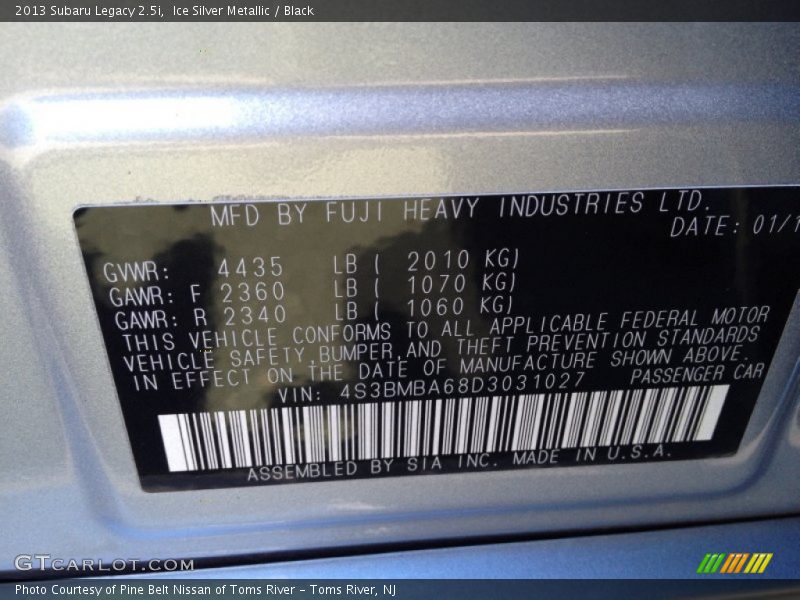 2013 Subaru Legacy 2.5i, Ice Silver Metallic / Black
MFD BY FUJI HEAVY INDUSTRIES LTD.
DATE: 01/1
GVWR: 4435 LB ( 2010 KG)
GAWR: F 2360 LB ( 1070 KG)
GAWR: R 2340 LB ( 1060 KG)
THIS VEHICLE CONFORMS TO ALL APPLICABLE FEDERAL MOTOR
VEHICLE SAFETY,BUMPER,AND THEFT PREVENTION STANDARDS
IN EFFECT ON THE DATE OF MANUFACTURE SHOWN ABOVE.
VIN: 4S3BMBA68D3031027 PASSENGER CAR
ASSEMBLED BY SIA INC. MADE IN U.S.A.
GTCARLOT.COM
Photo Courtesy of Pine Belt Nissan of Toms River – Toms River, NJ